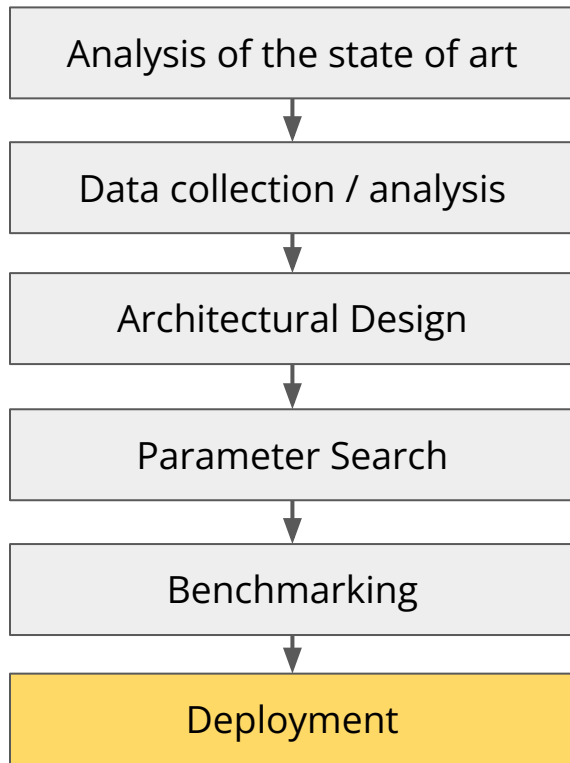 Analysis of the state of art
Data collection / analysis
Architectural Design
Parameter Search
Benchmarking
Deployment